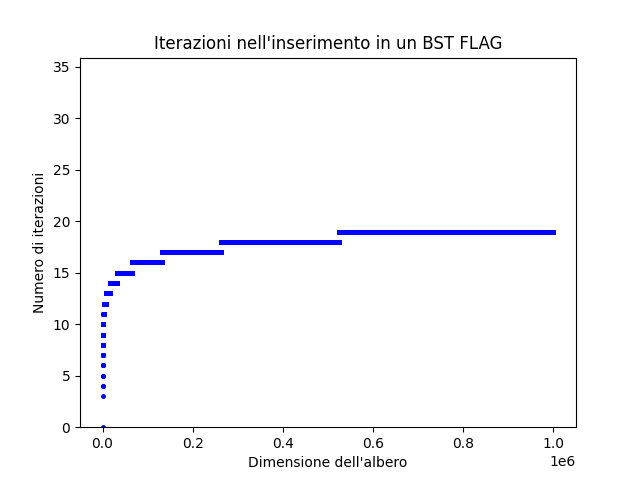 Iterazioni nell'inserimento in un BST FLAG
35
30
25
20
15
10
5
0
Numero di iterazioni
0.0 0.2 0.4 0.6 0.8 1.0
1e6
Dimensione dell'albero